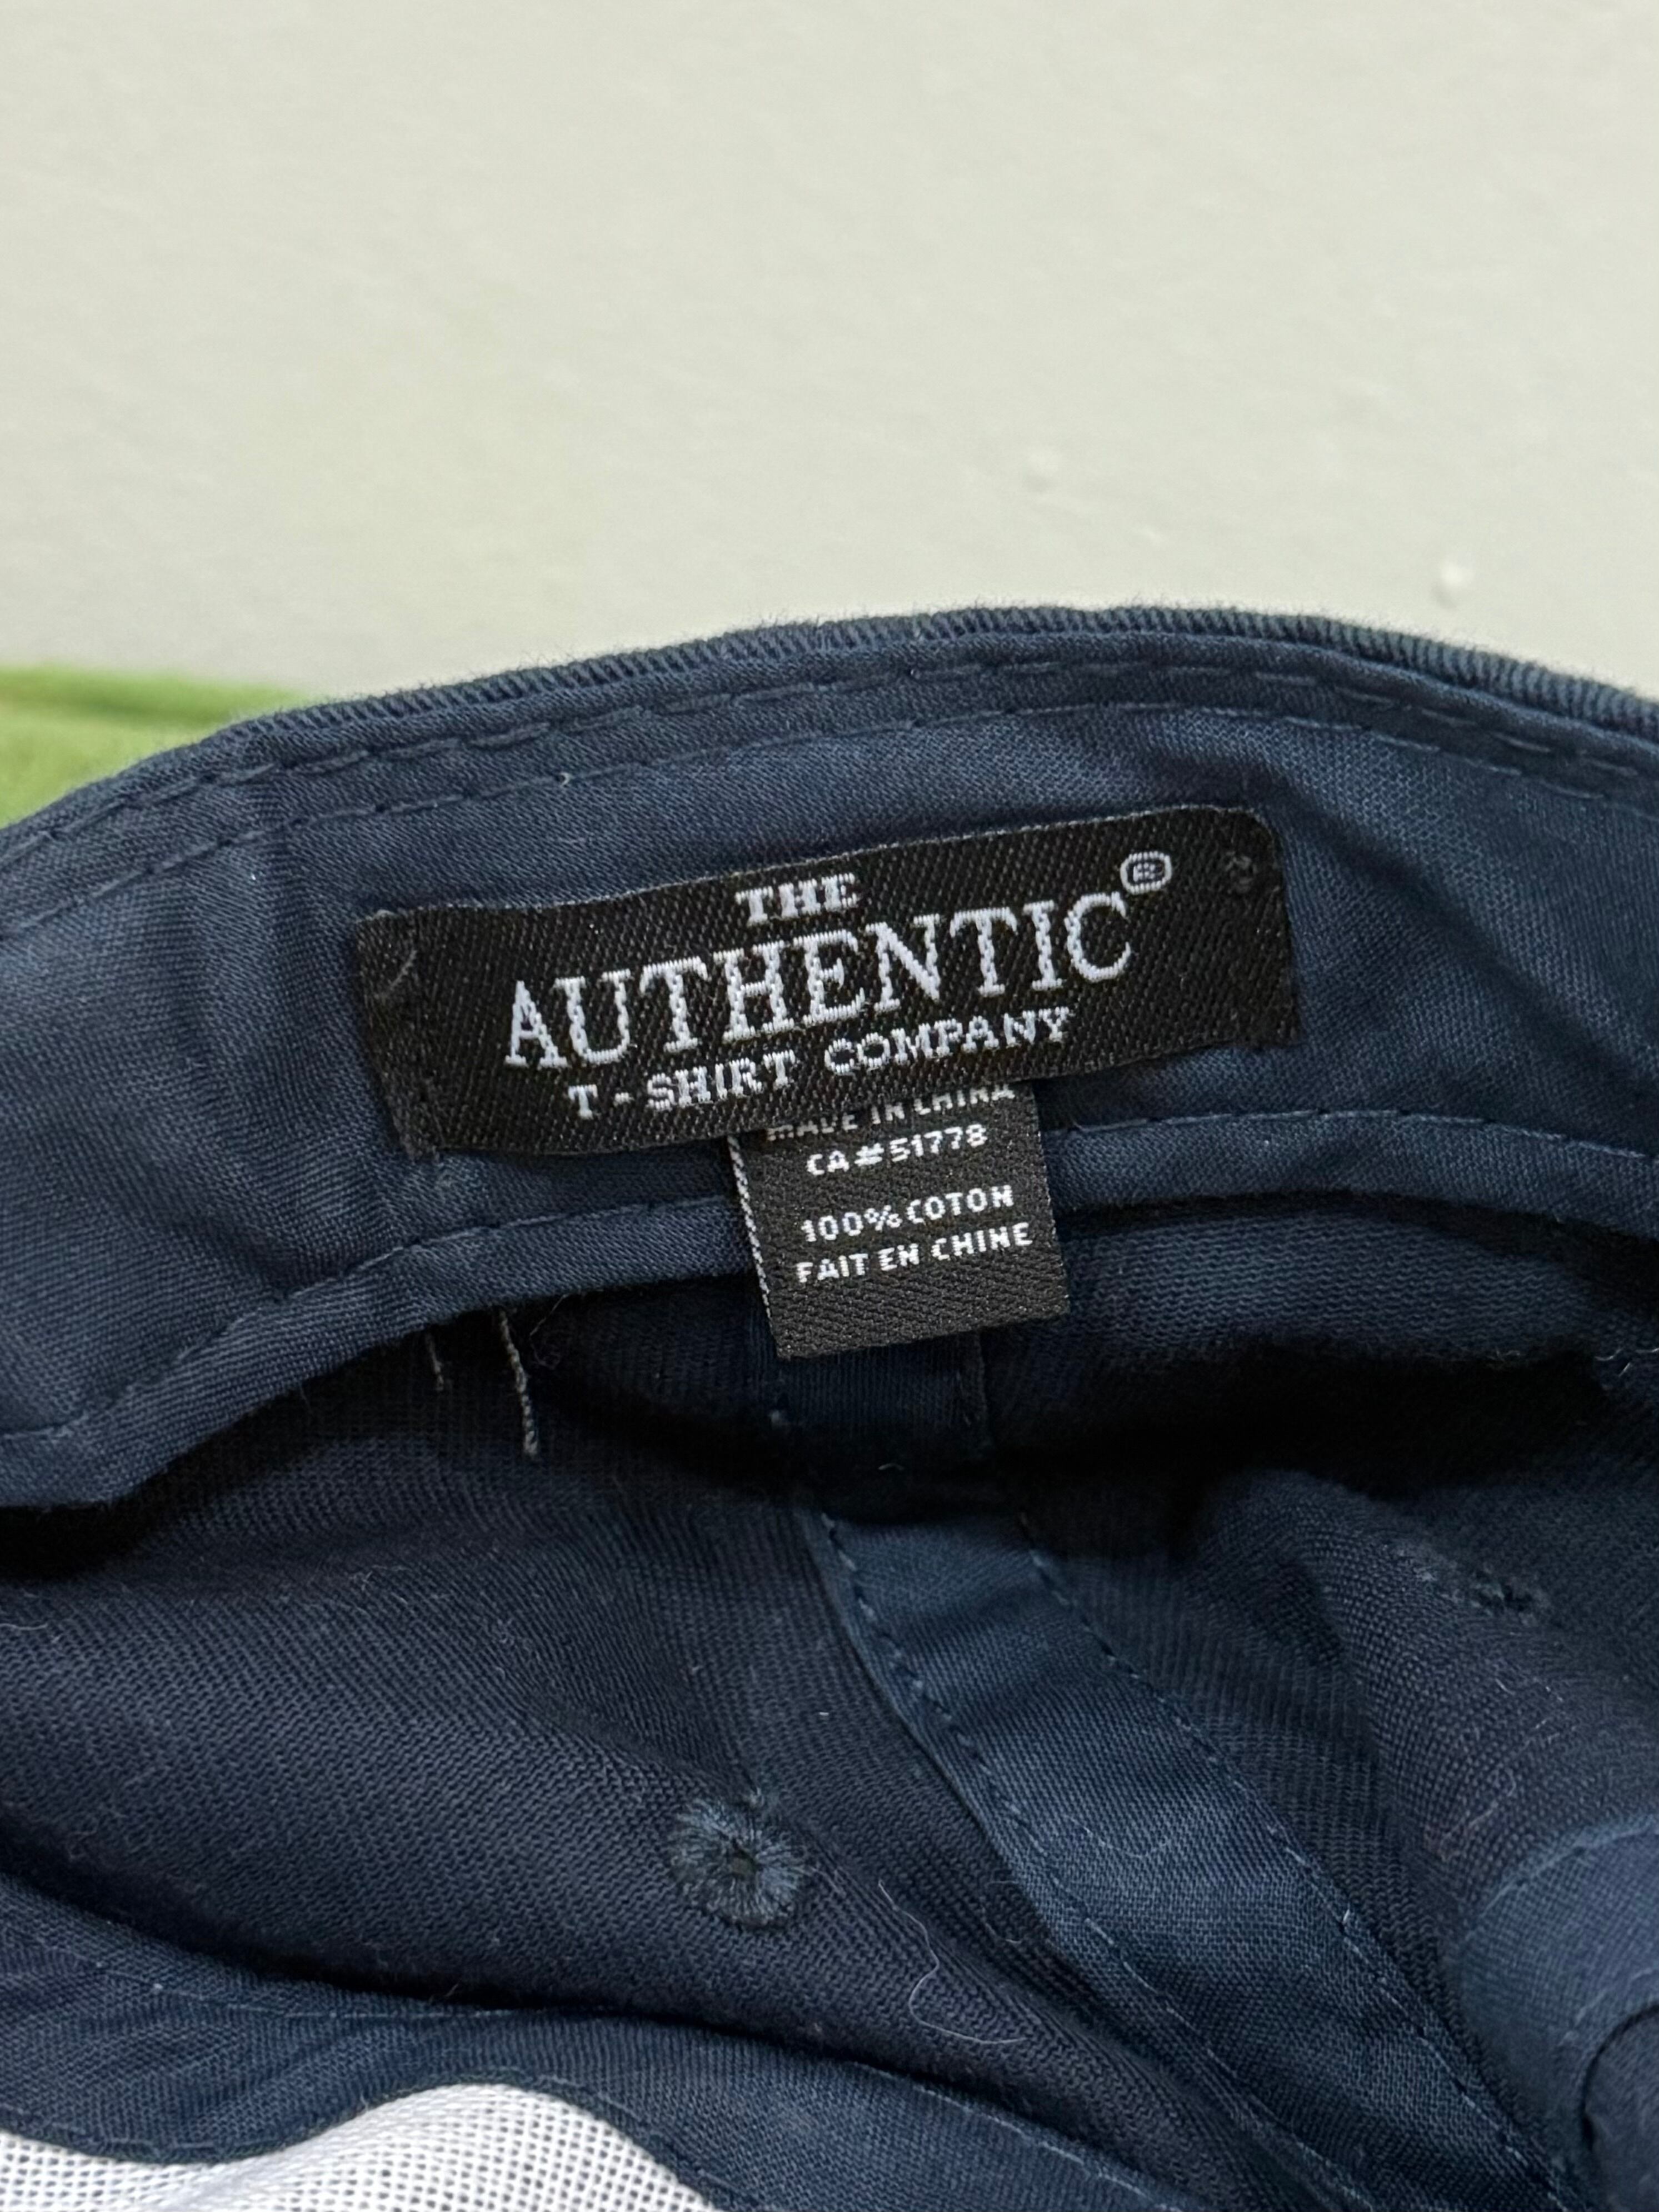 THE
AUTHENTIC®
T-SHIRT COMPANY
MADE IN CHINA
CA#51778
100% COTON
FAIT EN CHINE